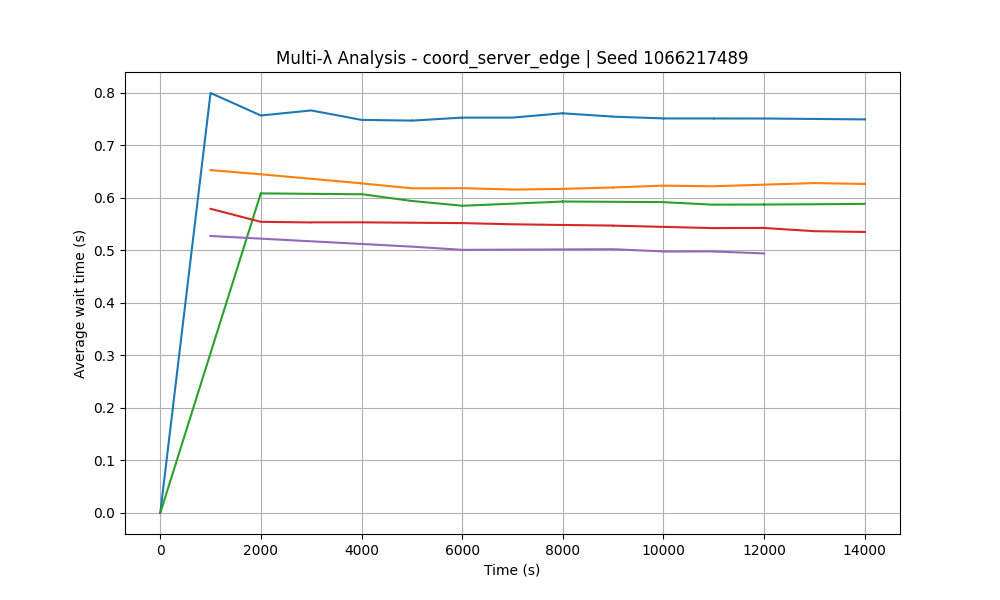 Multi-λ Analysis - coord_server_edge | Seed 1066217489
Average wait time (s)
0.8
0.7
0.6
0.5
0.4
0.3
0.2
0.1
0.0
0 2000 4000 6000 8000 10000 12000 14000
Time (s)